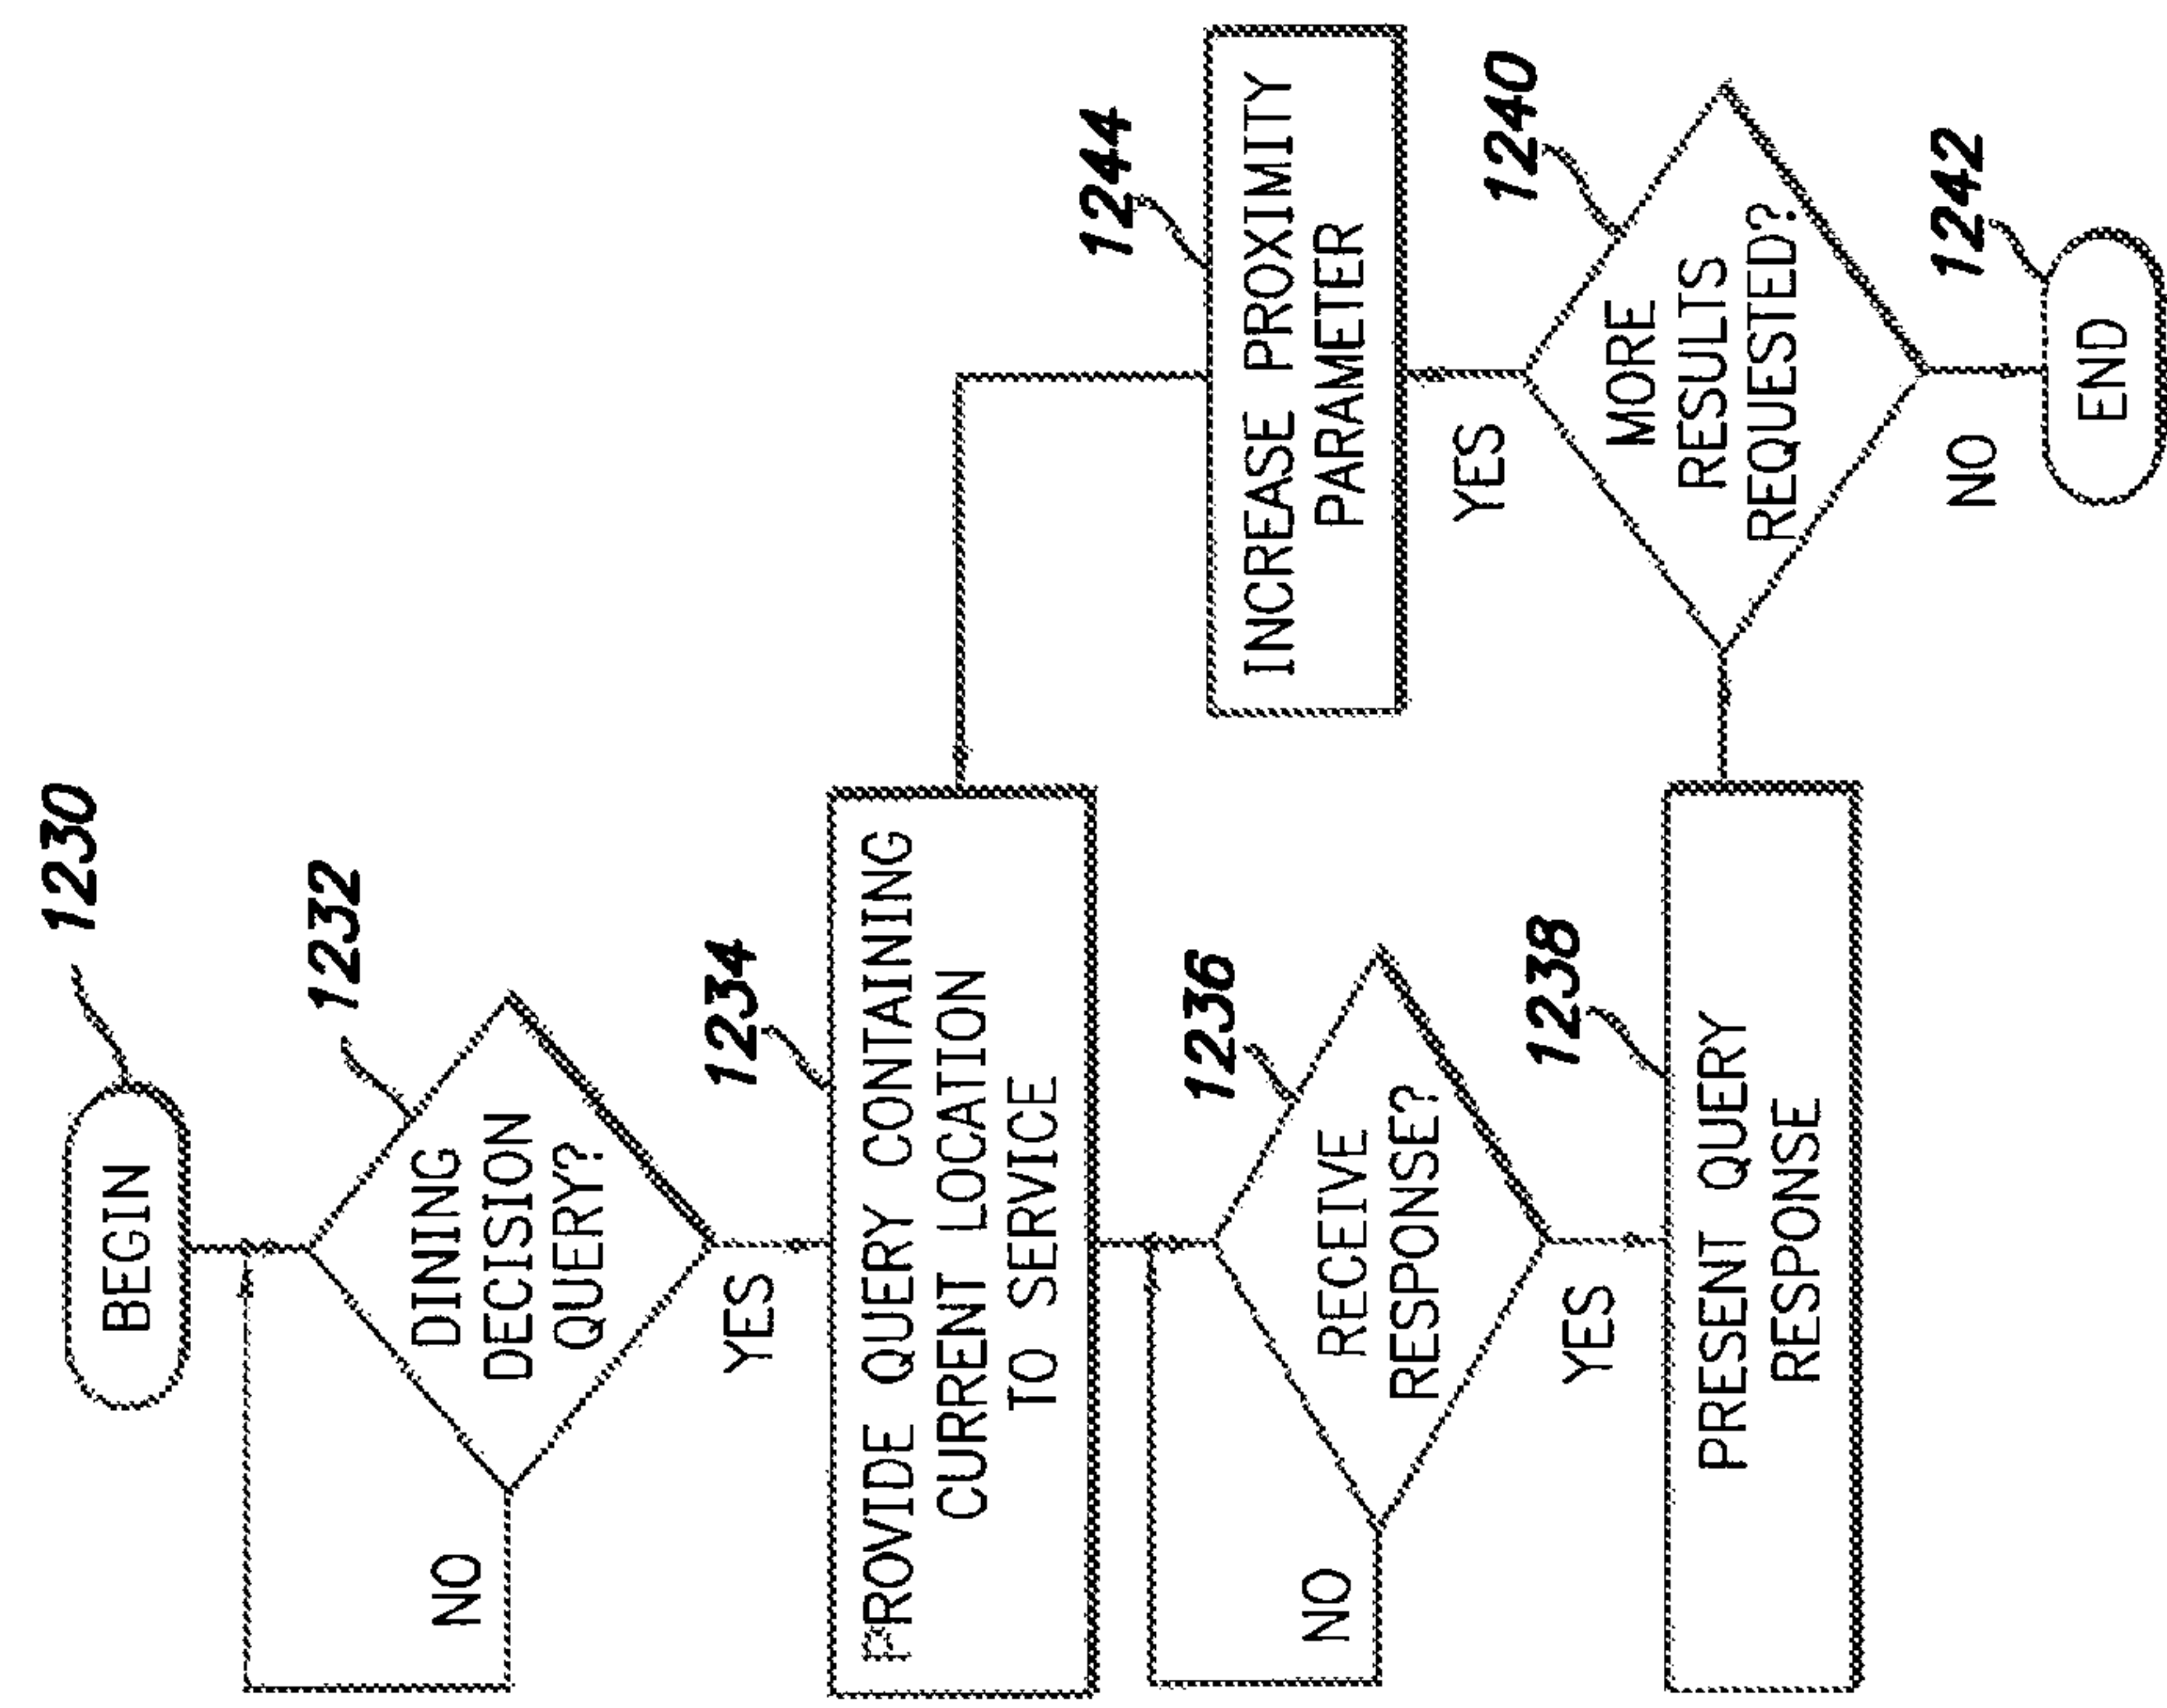 1230
BEGIN
1232
DINING
DECISION
QUERY?
NO
YES
1234
PROVIDE QUERY CONTAINING
CURRENT LOCATION
TO SERVICE
1236
RECEIVE
RESPONSE?
NO
YES
1238
PRESENT QUERY
RESPONSE
1244
INCREASE PROXIMITY
PARAMETER
YES
1240
MORE
RESULTS
REQUESTED?
NO
1242
END